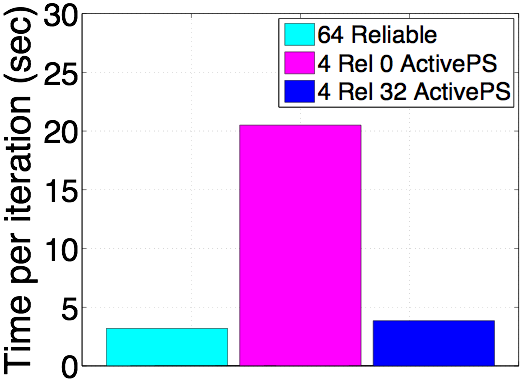 Time per iteration (sec)
30
25
20
15
10
5
0
64 Reliable
4 Rel 0 ActivePS
4 Rel 32 ActivePS